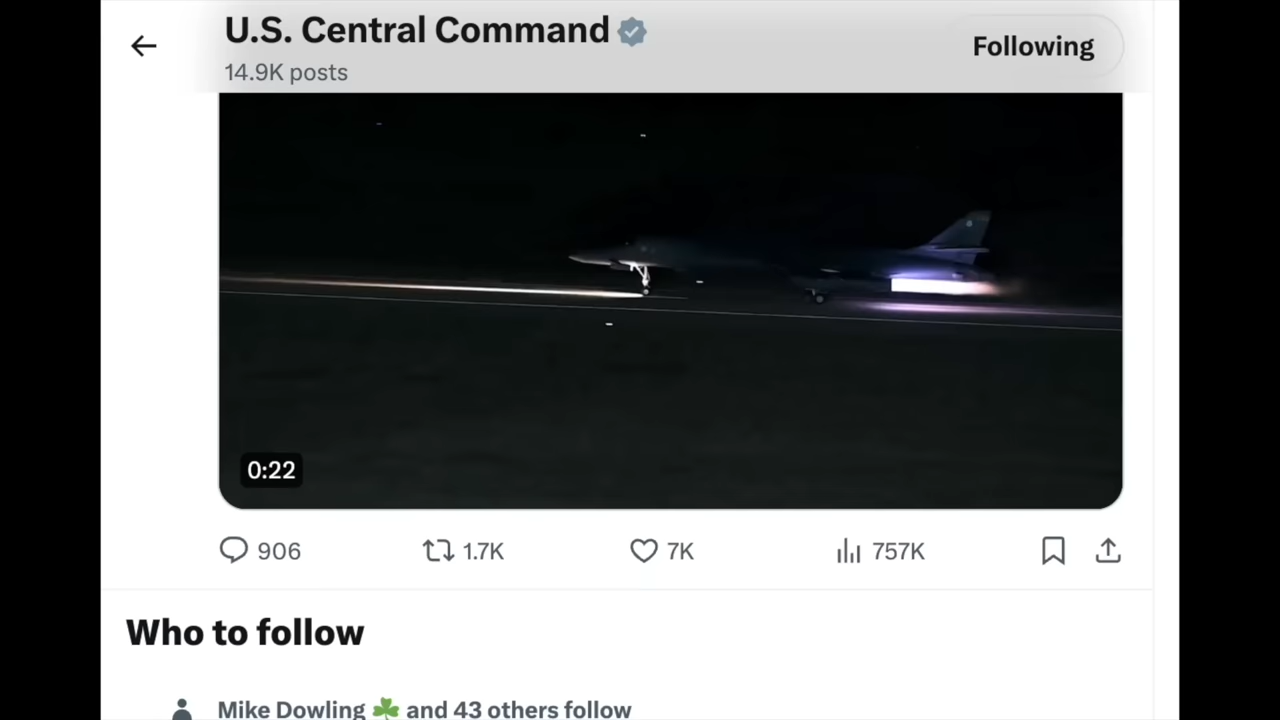 U.S. Central Command
14.9K posts
Following
0:22
906
1.7K
7K
757K
Who to follow
Mike Dowling ☘️ and 43 others follow